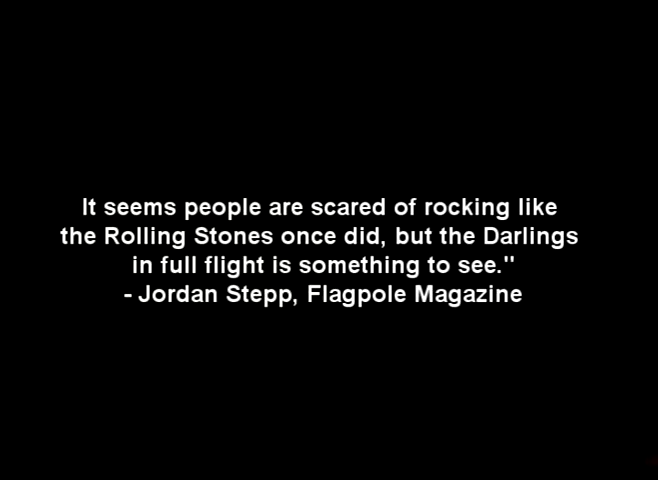 It seems people are scared of rocking like
the Rolling Stones once did, but the Darlings
in full flight is something to see."
- Jordan Stepp, Flagpole Magazine